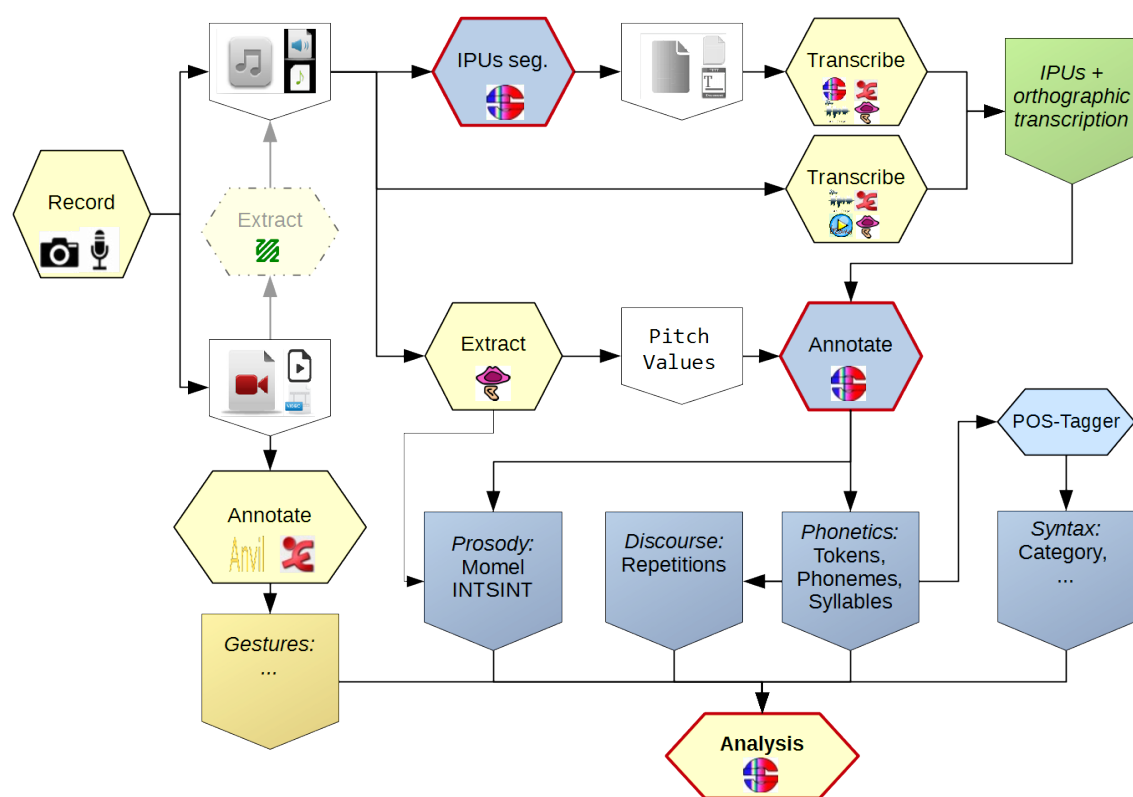 IPUs seg.
Transcribe
IPUs +
orthographic
transcription
Record
Extract
Transcribe
Extract
Pitch
Values
Annotate
VIDEO
POS-Tagger
Annotate
Anvil
Prosody:
Momel
INTSINT
Discourse:
Repetitions
Phonetics:
Tokens,
Phonemes,
Syllables
Syntax:
Category,
...
Gestures:
...
Analysis